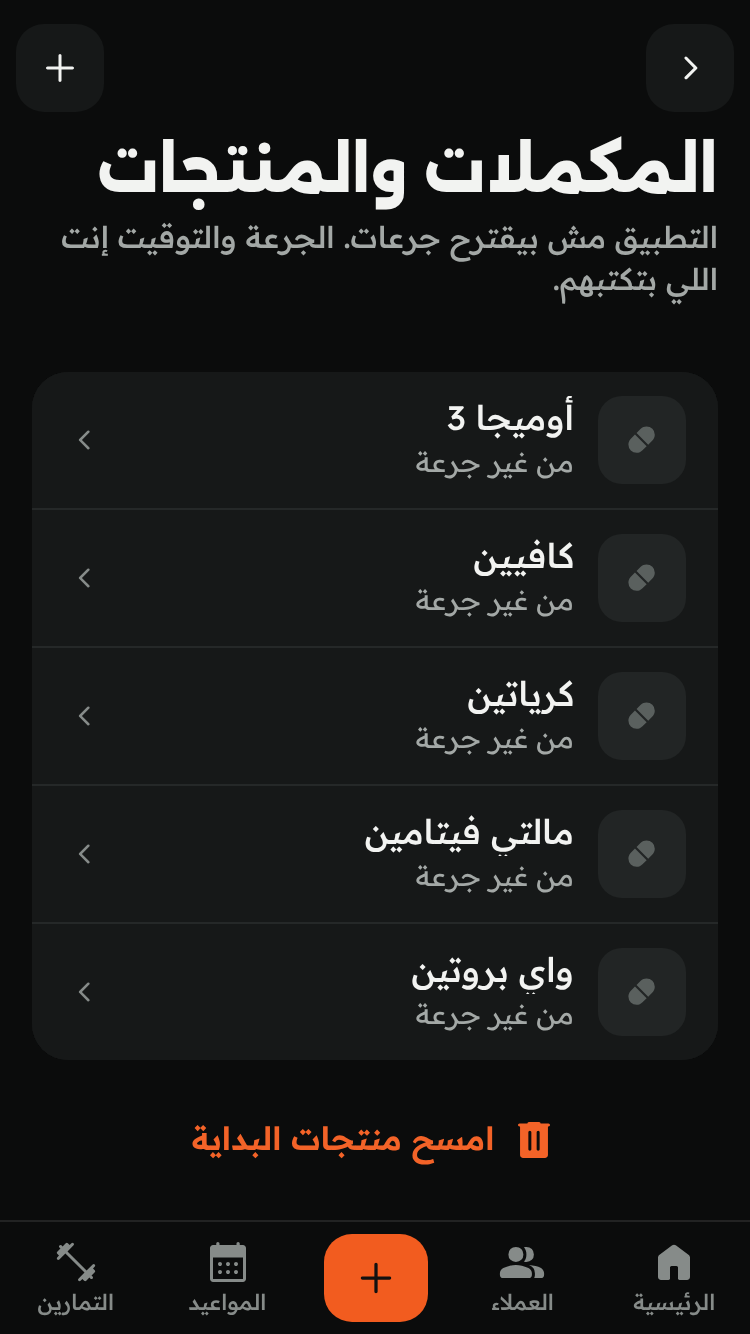 المكملات والمنتجات
التطبيق مش بيقترح جرعات. الجرعة والتوقيت إنت
اللي بتكتبهم.
أوميجا 3
من غير جرعة
كافيين
من غير جرعة
كرياتين
من غير جرعة
مالتي فيتامين
من غير جرعة
واي بروتين
من غير جرعة
امسح منتجات البداية
الرئيسية
العملاء
المواعيد
التمارين